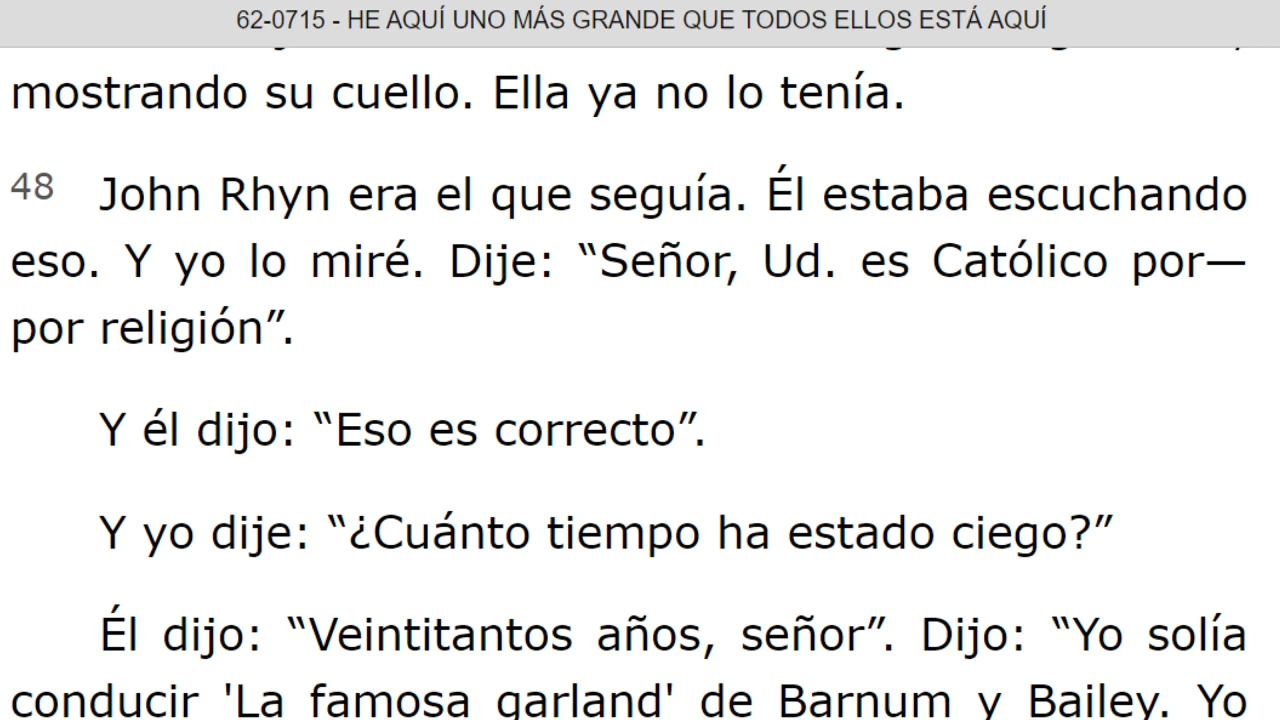 62-0715 - HE AQUÍ UNO MÁS GRANDE QUE TODOS ELLOS ESTÁ AQUÍ
mostrando su cuello. Ella ya no lo tenía.
48 John Rhyn era el que seguía. Él estaba escuchando
eso. Y yo lo miré. Dije: “Señor, Ud. es Católico por—
por religión”.
Y él dijo: “Eso es correcto”.
Y yo dije: “¿Cuánto tiempo ha estado ciego?”
Él dijo: “Veintitantos años, señor”. Dijo: “Yo solía
conducir 'La famosa garland' de Barnum y Bailey. Yo